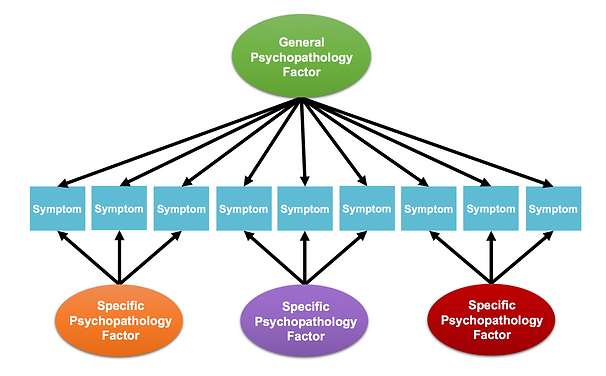 General
Psychopathology
Factor
Symptom Symptom Symptom Symptom Symptom Symptom Symptom Symptom Symptom
Specific
Psychopathology
Factor
Specific
Psychopathology
Factor
Specific
Psychopathology
Factor